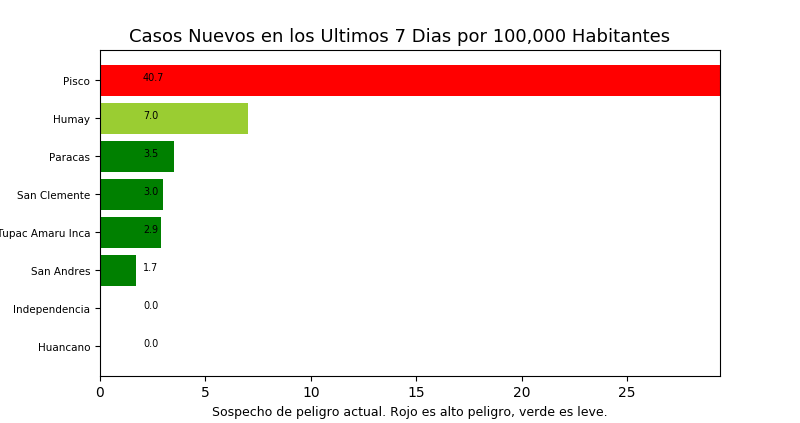 Casos Nuevos en los Ultimos 7 Dias por 100,000 Habitantes
Pisco 40.7
Humay 7.0
Paracas 3.5
San Clemente 3.0
Tupac Amaru Inca 2.9
San Andres 1.7
Independencia 0.0
Huancano 0.0
0 5 10 15 20 25
Sospecho de peligro actual. Rojo es alto peligro, verde es leve.